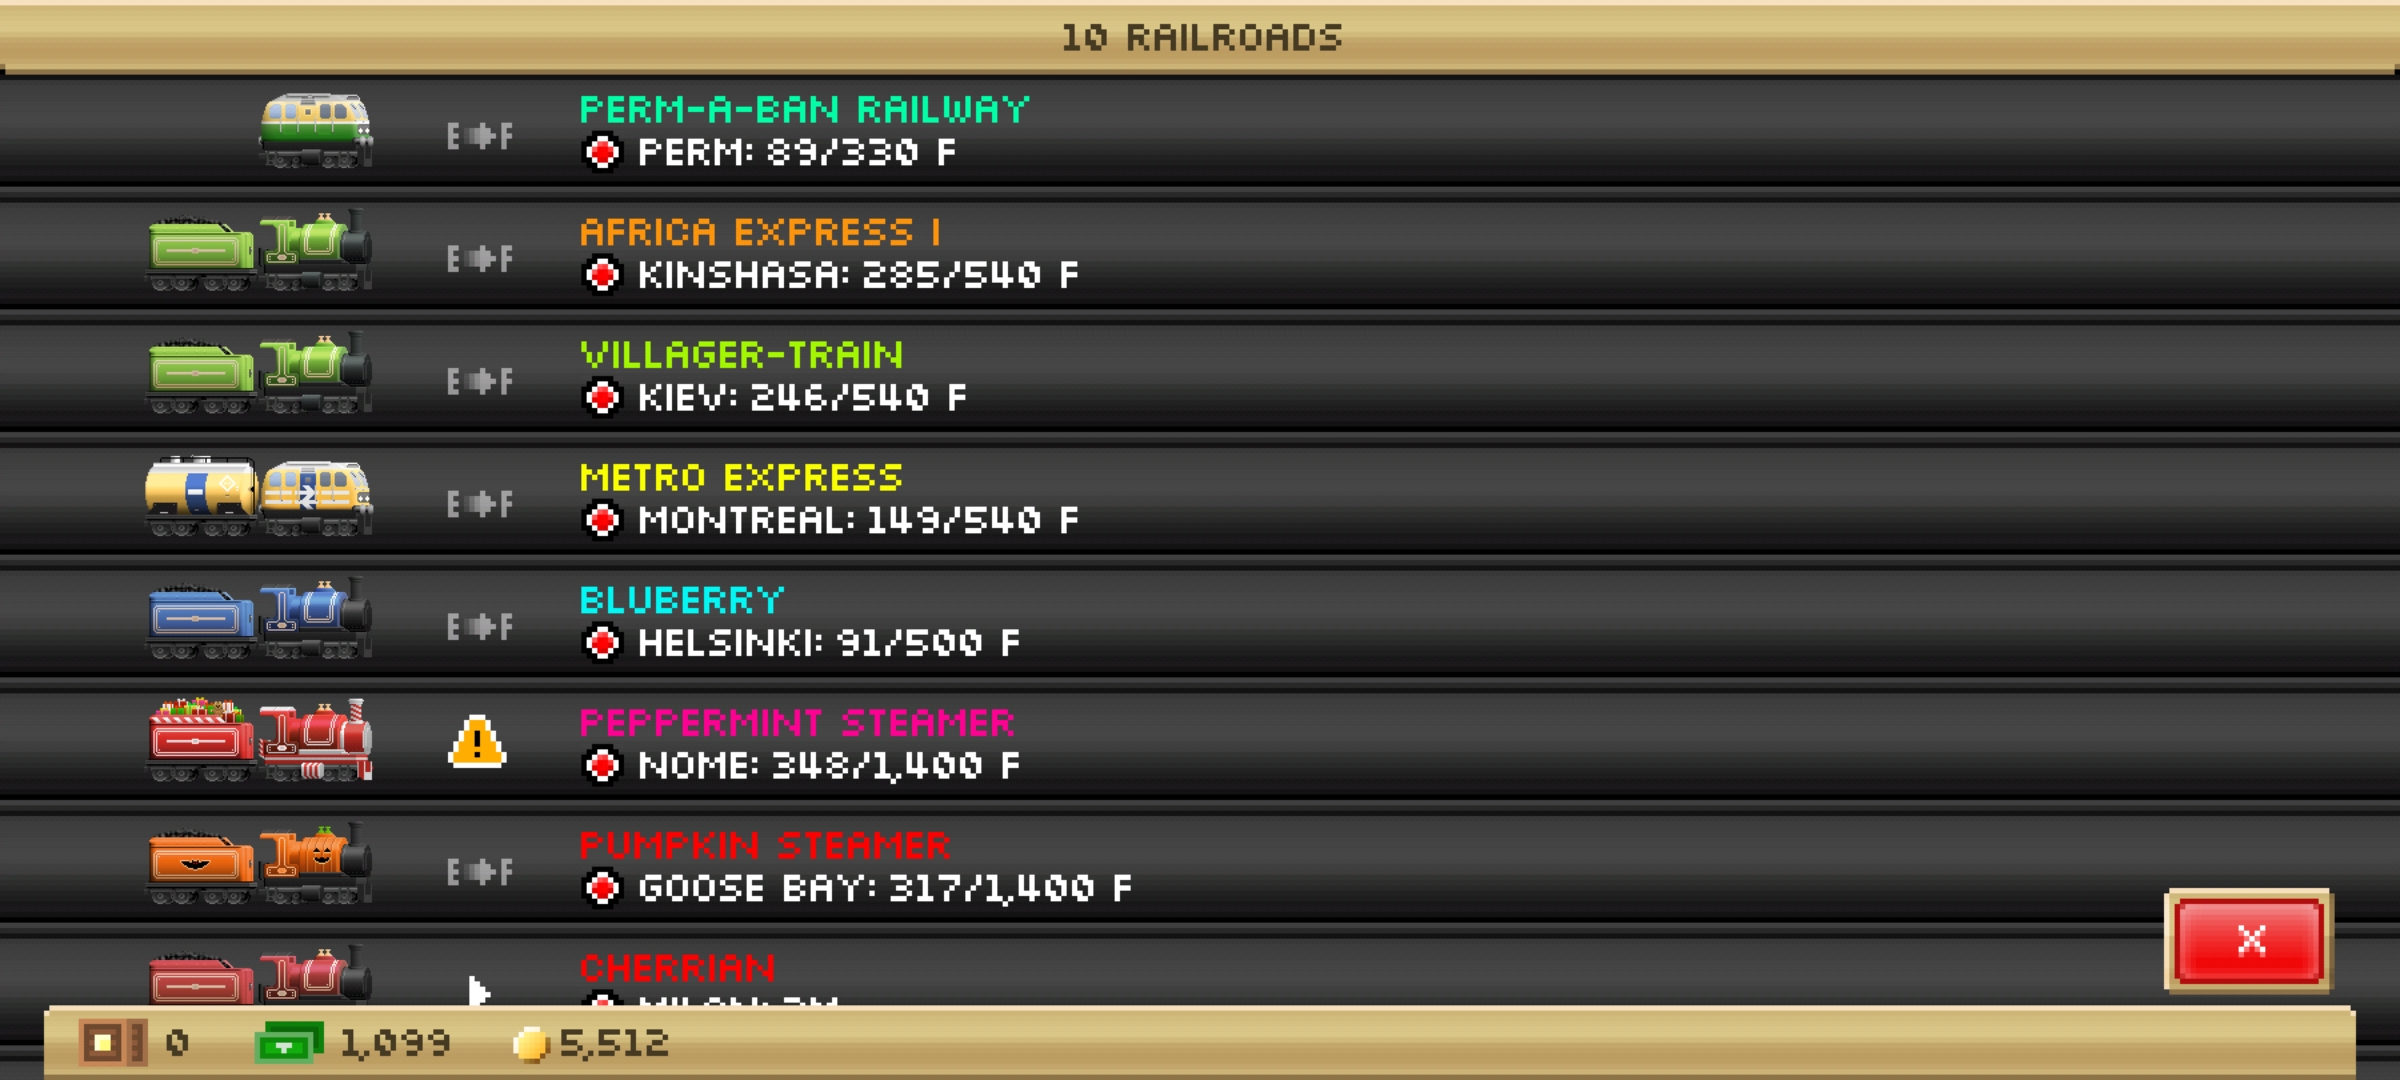 10 RAILROADS
PERM-A-BAN RAILWAY
E F
PERM: 89/330 F
AFRICA EXPRESS I
E F
KINSHASA: 285/540 F
VILLAGER-TRAIN
E F
KIEV: 246/540 F
METRO EXPRESS
E F
MONTREAL: 149/540 F
BLUBERRY
E F
HELSINKI: 91/500 F
PEPPERMINT STEAMER
!
NOME: 348/1,400 F
PUMPKIN STEAMER
E F
GOOSE BAY: 317/1,400 F
CHERRIAN
X
0 1,099 5,512